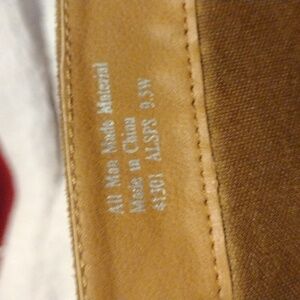 All Man Made Material
Made in China
41301 ALSPS 9.5W